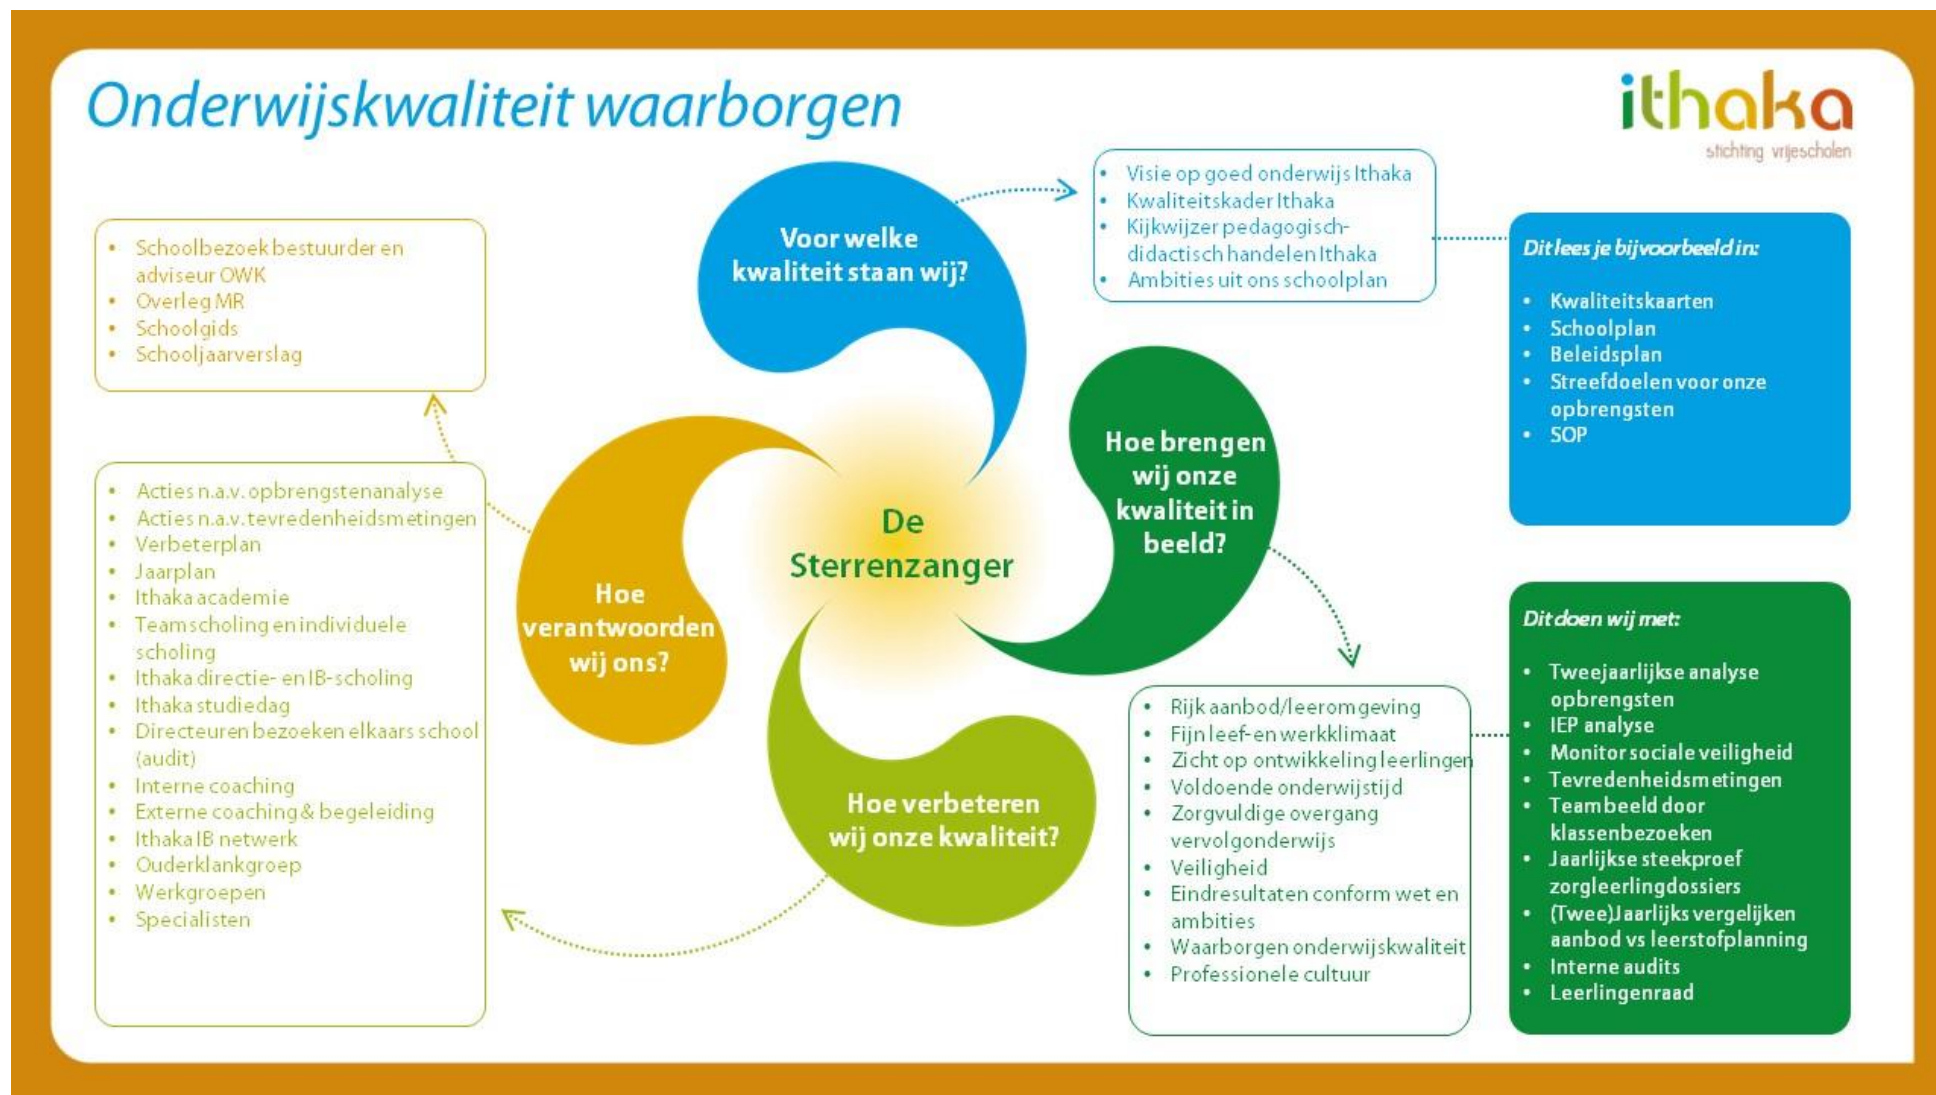 Onderwijskwaliteit waarborgen
ithaka
stichting vrijescholen
Voor welke
kwaliteit staan wij?
• Visie op goed onderwijs Ithaka
• Kwaliteitskader Ithaka
• Kijkwijzer pedagogisch-
didactisch handelen Ithaka
• Ambities uit ons schoolplan
Dit lees je bijvoorbeeld in:
• Kwaliteitskaarten
• Schoolplan
• Beleidsplan
• Streefdoelen voor onze
opbrengsten
• SOP
Hoe brengen
wij onze
kwaliteit in
beeld?
• Rijk aanbod/leeromgeving
• Fijn leef- en werkklimaat
• Zicht op ontwikkeling leerlingen
• Voldoende onderwijstijd
• Zorgvuldige overgang
vervolgonderwijs
• Veiligheid
• Eindresultaten conform wet en
ambities
• Waarborgen onderwijskwaliteit
• Professionele cultuur
Dit doen wij met:
• Tweejaarlijkse analyse
opbrengsten
• IEP analyse
• Monitor sociale veiligheid
• Tevredenheidsmetingen
• Teambeeld door
klassenbezoeken
• Jaarlijkse steekproef
zorgleerlingdossiers
• (Twee)Jaarlijks vergelijken
aanbod vs leerstofplanning
• Interne audits
• Leerlingenraad
De
Sterrenzanger
Hoe verbeteren
wij onze kwaliteit?
• Acties n.a.v. opbrengstenanalyse
• Acties n.a.v. tevredenheidsmetingen
• Verbeterplan
• Jaarplan
• Ithaka academie
• Teamscholing en individuele
scholing
• Ithaka directie- en IB-scholing
• Ithaka studiedag
• Directeuren bezoeken elkaars school
(audit)
• Interne coaching
• Externe coaching & begeleiding
• Ithaka IB netwerk
• Ouderklankgroep
• Werkgroepen
• Specialisten
Hoe
verantwoorden
wij ons?
• Schoolbezoek bestuurder en
adviseur OWK
• Overleg MR
• Schoolgids
• Schooljaarverslag